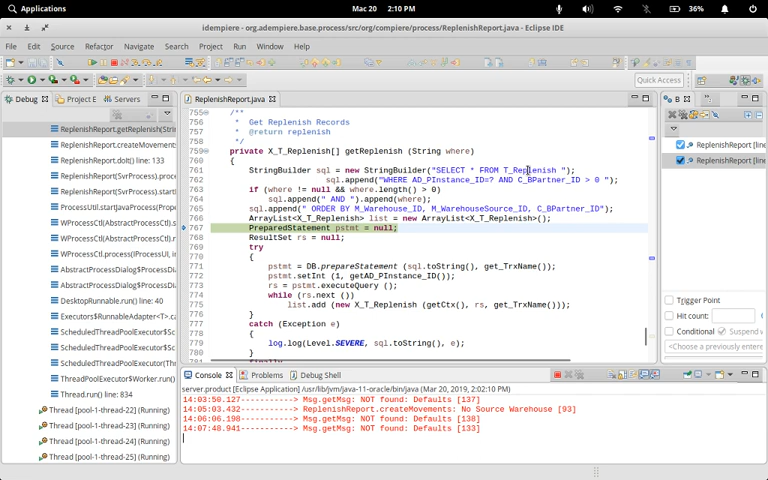 Applications
Mac 20   2:10 PM
36%
idempiere - org.adempiere.base.process/src/org/compiere/process/ReplenishReport.java - Eclipse IDE
File Edit Source Refactor Navigate Search Project Run Window Help
Quick Access
Debug Project E Servers
ReplenishReport.getReplenish(Stri
ReplenishReport.createMovement
ReplenishReport.doIt() line: 133
ReplenishReport(SvrProcess).proce
ReplenishReport(SvrProcess).start
ProcessUtil.startJavaProcess(Prope
WProcessCtl(AbstractProcessCtl).s
WProcessCtl(AbstractProcessCtl).r
WProcessCtl.process(IProcessUI, in
AbstractProcessDialog$ProcessDia
AbstractProcessDialog$ProcessDia
DesktopRunnable.run() line: 40
Executors$RunnableAdapter<T>.ca
ScheduledThreadPoolExecutor$Sc
ScheduledThreadPoolExecutor(Thr
ScheduledThreadPoolExecutor$Sc
ScheduledThreadPoolExecutor(Thr
ThreadPoolExecutor$Worker.run()
Thread.run() line: 834
Thread [pool-1-thread-22] (Running)
Thread [pool-1-thread-23] (Running)
Thread [pool-1-thread-24] (Running)
Thread [pool-1-thread-25] (Running)
ReplenishReport.java
755 /**
756 * Get Replenish Records
757 * @return replenish
758 */
759 private X_T_Replenish[] getReplenish (String where)
760 {
761 StringBuilder sql = new StringBuilder("SELECT * FROM T_Replenish ");
762 sql.append("WHERE AD_PInstance_ID=? AND C_BPartner_ID > 0 ");
763 if (where != null && where.length() > 0)
764 sql.append(" AND ").append(where);
765 sql.append(" ORDER BY M_Warehouse_ID, M_WarehouseSource_ID, C_BPartner_ID");
766 ArrayList<X_T_Replenish> list = new ArrayList<X_T_Replenish>();
767 PreparedStatement pstmt = null;
768 ResultSet rs = null;
769 try
770 {
771 pstmt = DB.prepareStatement (sql.toString(), get_TrxName());
772 pstmt.setInt (1, getAD_PInstance_ID());
773 rs = pstmt.executeQuery ();
774 while (rs.next ())
775 list.add (new X_T_Replenish (getCtx(), rs, get_TrxName()));
776 }
777 catch (Exception e)
778 {
779 log.log(Level.SEVERE, sql.toString(), e);
780 }
B
ReplenishReport [line
ReplenishReport [line
Trigger Point
Hit count:
Conditional Suspend w
<Choose a previously enter
Console Problems Debug Shell
server.product [Eclipse Application] /usr/lib/jvm/java-11-oracle/bin/java (Mar 20, 2019, 2:02:10 PM)
14:03:50.127-----------> Msg.getMsg: NOT found: Defaults [137]
14:05:03.432-----------> ReplenishReport.createMovements: No Source Warehouse [93]
14:06:06.198-----------> Msg.getMsg: NOT found: Defaults [138]
14:07:48.941-----------> Msg.getMsg: NOT found: Defaults [133]